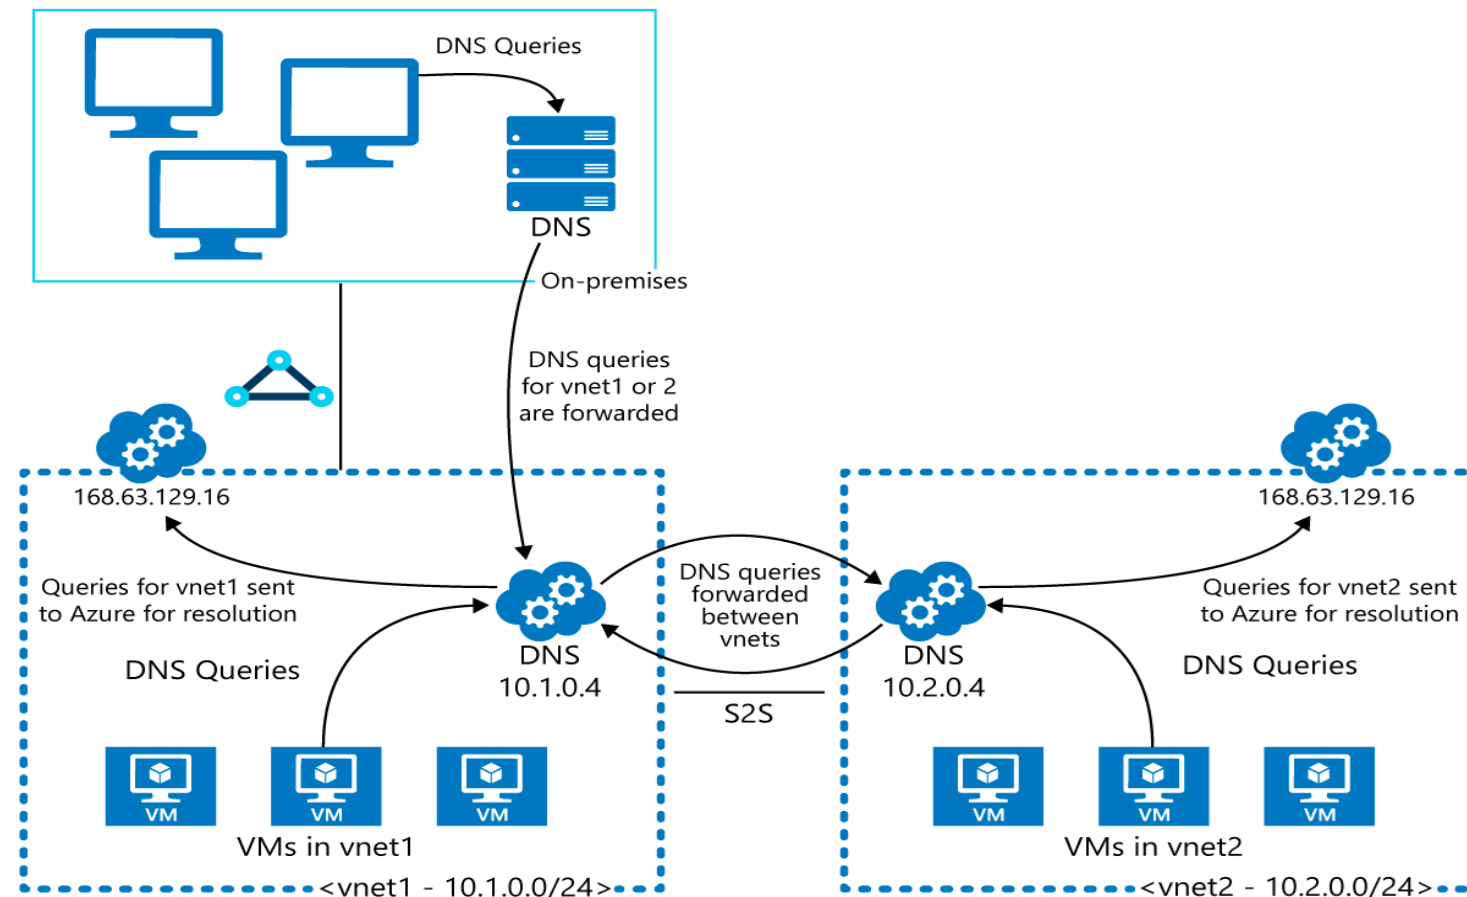 DNS Queries
DNS
On-premises
DNS queries
for vnet1 or 2
are forwarded
168.63.129.16
168.63.129.16
Queries for vnet1 sent
to Azure for resolution
DNS queries
forwarded
between
vnets
Queries for vnet2 sent
to Azure for resolution
DNS Queries
DNS
10.1.0.4
DNS
10.2.0.4
DNS Queries
S2S
VM
VM
VM
VMs in vnet1
VM
VM
VM
VMs in vnet2
<vnet1 - 10.1.0.0/24>
<vnet2 - 10.2.0.0/24>